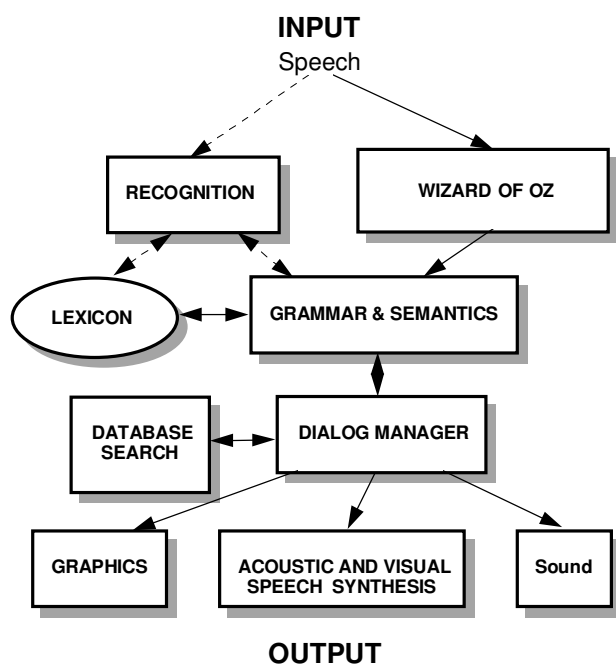 INPUT
Speech
RECOGNITION
WIZARD OF OZ
LEXICON
GRAMMAR & SEMANTICS
DATABASE
SEARCH
DIALOG MANAGER
GRAPHICS
ACOUSTIC AND VISUAL
SPEECH SYNTHESIS
Sound
OUTPUT